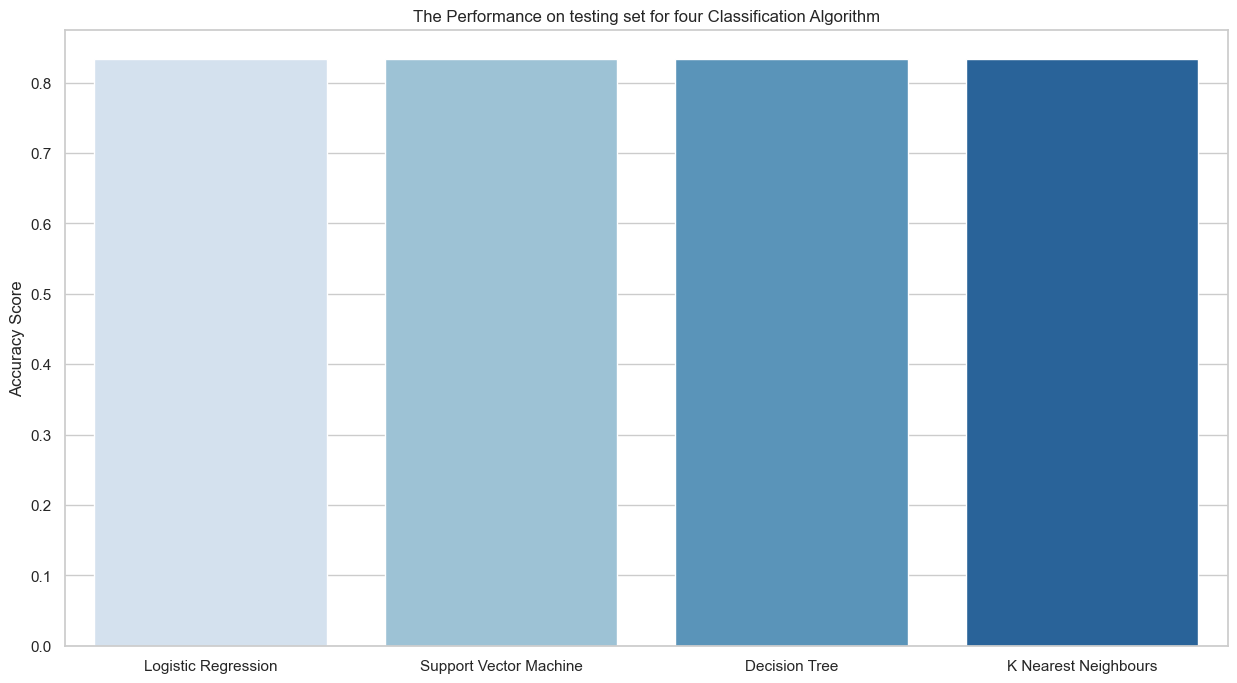 The Performance on testing set for four Classification Algorithm
Accuracy Score
0.8
0.7
0.6
0.5
0.4
0.3
0.2
0.1
0.0
Logistic Regression
Support Vector Machine
Decision Tree
K Nearest Neighbours